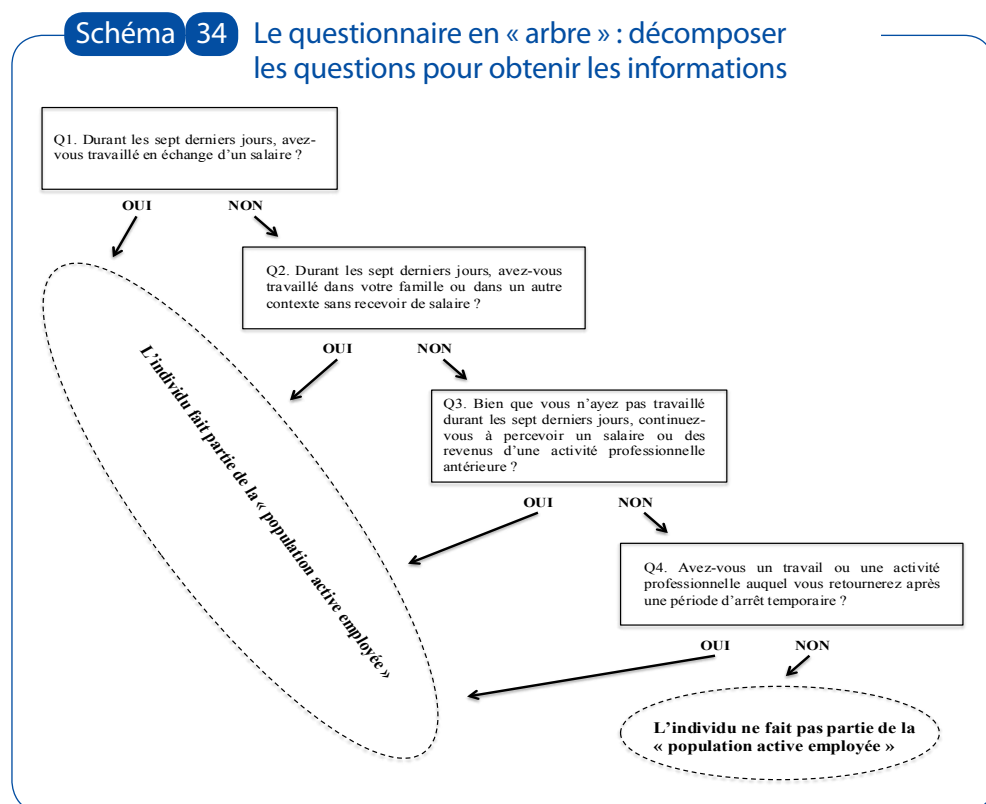 Schéma 34 Le questionnaire en « arbre » : décomposer
les questions pour obtenir les informations
Q1. Durant les sept derniers jours, avez-
vous travaillé en échange d'un salaire ?
OUI NON
Q2. Durant les sept derniers jours, avez-vous
travaillé dans votre famille ou dans un autre
contexte sans recevoir de salaire ?
OUI NON
Q3. Bien que vous n'ayez pas travaillé
durant les sept derniers jours, continuez-
vous à percevoir un salaire ou des
revenus d'une activité professionnelle
antérieure ?
OUI NON
Q4. Avez-vous un travail ou une activité
professionnelle auquel vous retournerez après
une période d'arrêt temporaire ?
OUI NON
L'individu fait partie de la « population active employée »
L'individu ne fait pas partie de la
« population active employée »